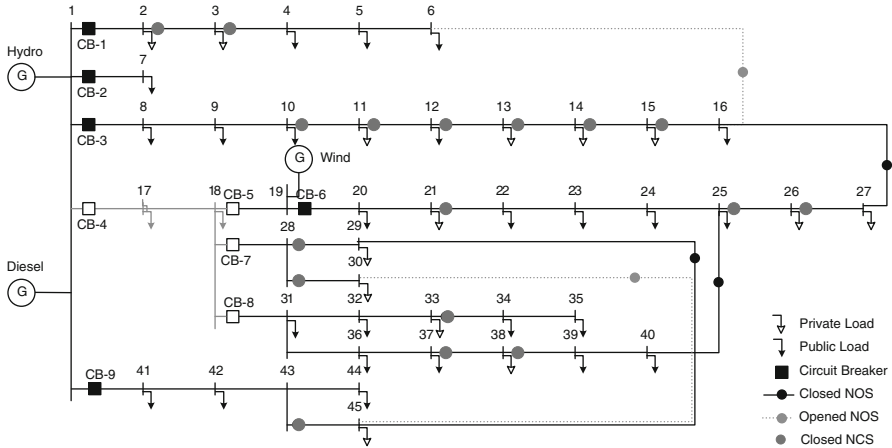 1 2 3 4 5 6
CB-1
Hydro
G
7
CB-2
8 9 10 11 12 13 14 15 16
CB-3
G Wind
17 18 CB-5 19 CB-6 20 21 22 23 24 25 26 27
CB-4
28 29
CB-7
30
Diesel
G
CB-8
31 32 33 34 35
36 37 38 39 40
CB-9
41 42 43 44
45
Private Load
Public Load
Circuit Breaker
Closed NOS
Opened NOS
Closed NCS